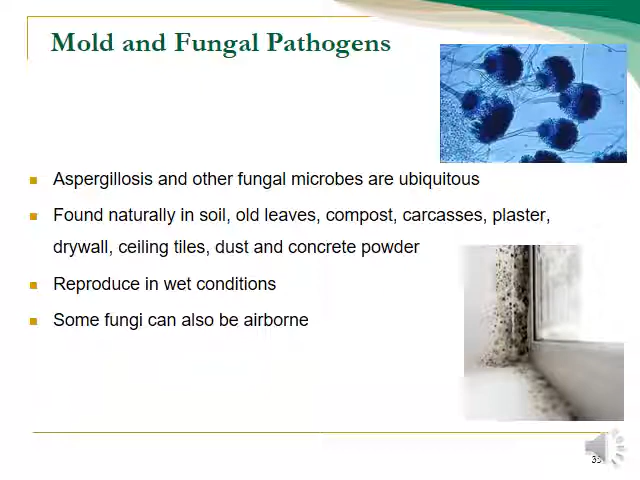 Mold and Fungal Pathogens
Aspergillosis and other fungal microbes are ubiquitous
Found naturally in soil, old leaves, compost, carcasses, plaster,
drywall, ceiling tiles, dust and concrete powder
Reproduce in wet conditions
Some fungi can also be airborne